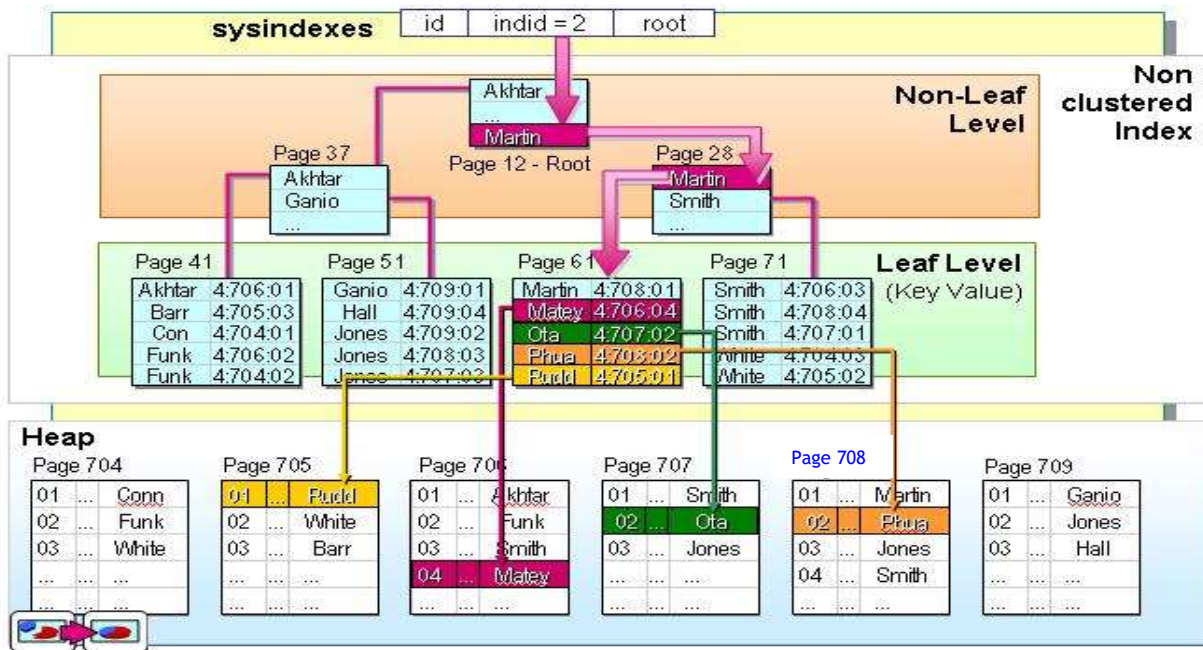 sysindexes id indid = 2 root
Non clustered Index
Non-Leaf Level
Akhtar
...
Martin
Page 12 - Root
Page 37
Akhtar
Ganio
...
Page 28
Martin
Smith
...
Leaf Level
(Key Value)
Page 41
Akhtar 4:706:01
Barr 4:705:03
Con 4:704:01
Funk 4:706:02
Funk 4:704:02
Page 51
Ganio 4:709:01
Hall 4:709:04
Jones 4:709:02
Jones 4:708:03
Jones 4:707:03
Page 61
Martin 4:708:01
Matey 4:706:04
Ota 4:707:02
Phua 4:708:02
Rudd 4:705:01
Page 71
Smith 4:706:03
Smith 4:708:04
Smith 4:707:01
White 4:704:03
White 4:705:02
Heap
Page 704
01 ... Conn
02 ... Funk
03 ... White
... ... ...
... ... ...
Page 705
01 ... Rudd
02 ... White
03 ... Barr
... ... ...
... ... ...
Page 706
01 ... Akhtar
02 ... Funk
03 ... Smith
04 ... Matey
... ... ...
Page 707
01 ... Smith
02 ... Ota
03 ... Jones
... ... ...
... ... ...
Page 708
01 ... Martin
02 ... Phua
03 ... Jones
04 ... Smith
... ... ...
Page 709
01 ... Ganio
02 ... Jones
03 ... Hall
... ... ...
... ... ...